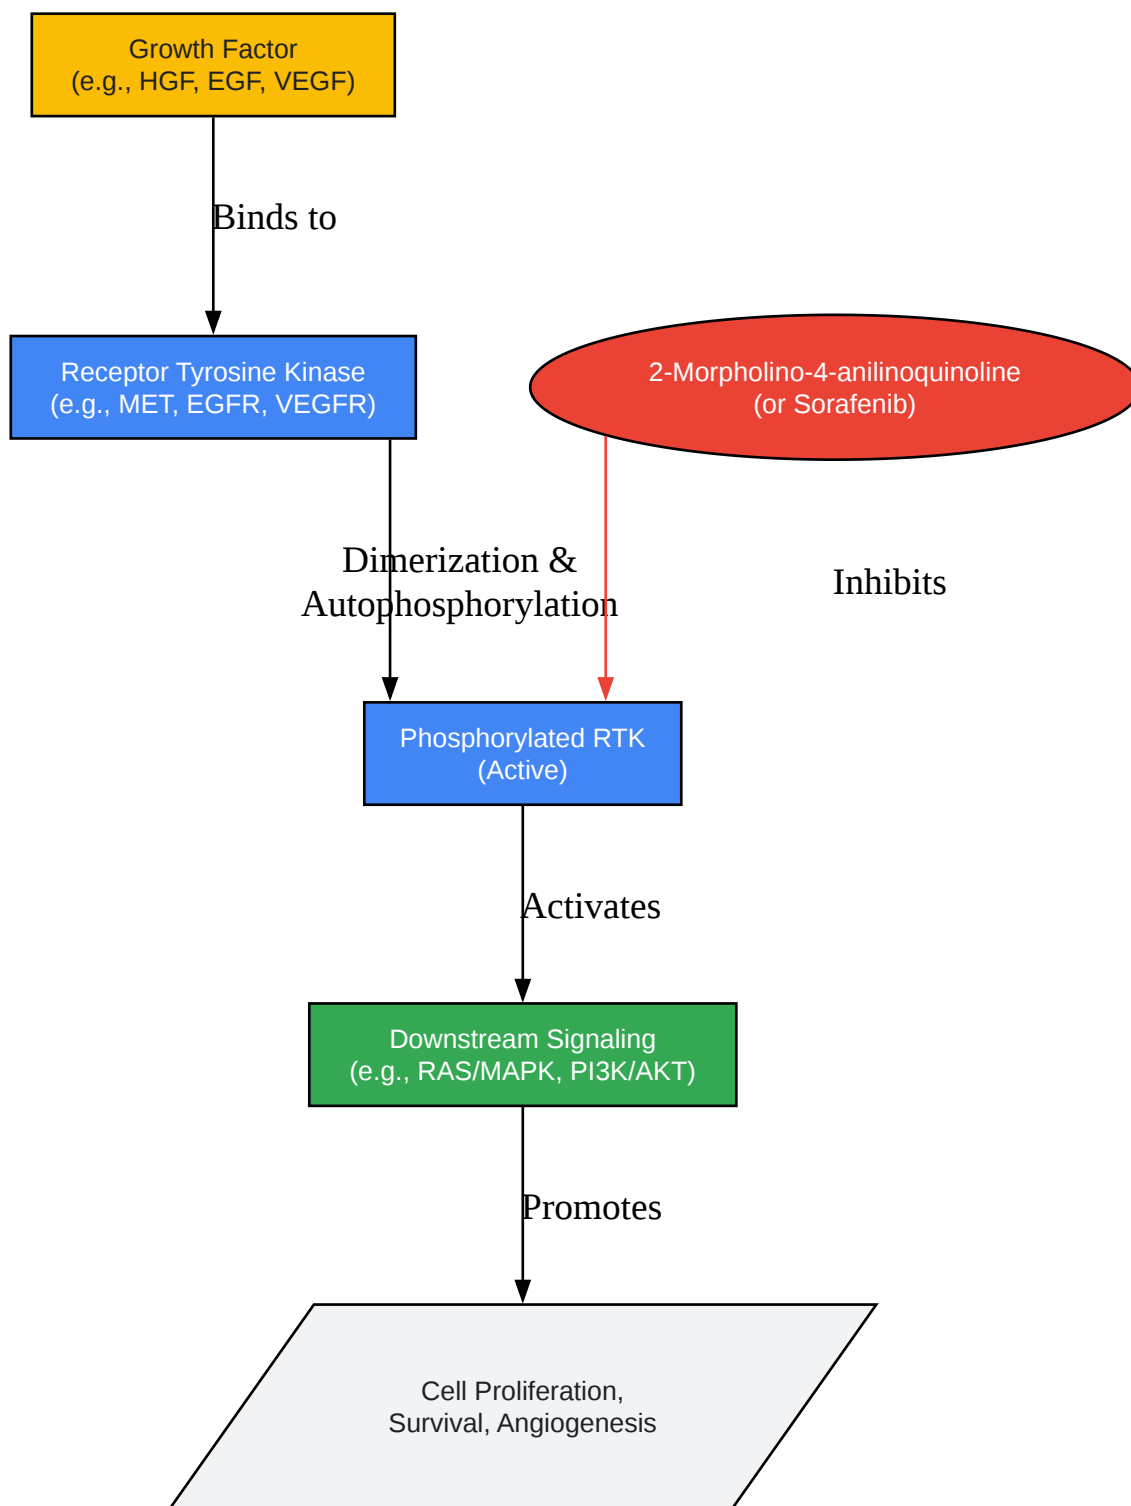 Growth Factor
(e.g., HGF, EGF, VEGF)
Binds to
Receptor Tyrosine Kinase
(e.g., MET, EGFR, VEGFR)
2-Morpholino-4-anilinoquinoline
(or Sorafenib)
Dimerization &
Autophosphorylation
Inhibits
Phosphorylated RTK
(Active)
Activates
Downstream Signaling
(e.g., RAS/MAPK, PI3K/AKT)
Promotes
Cell Proliferation,
Survival, Angiogenesis